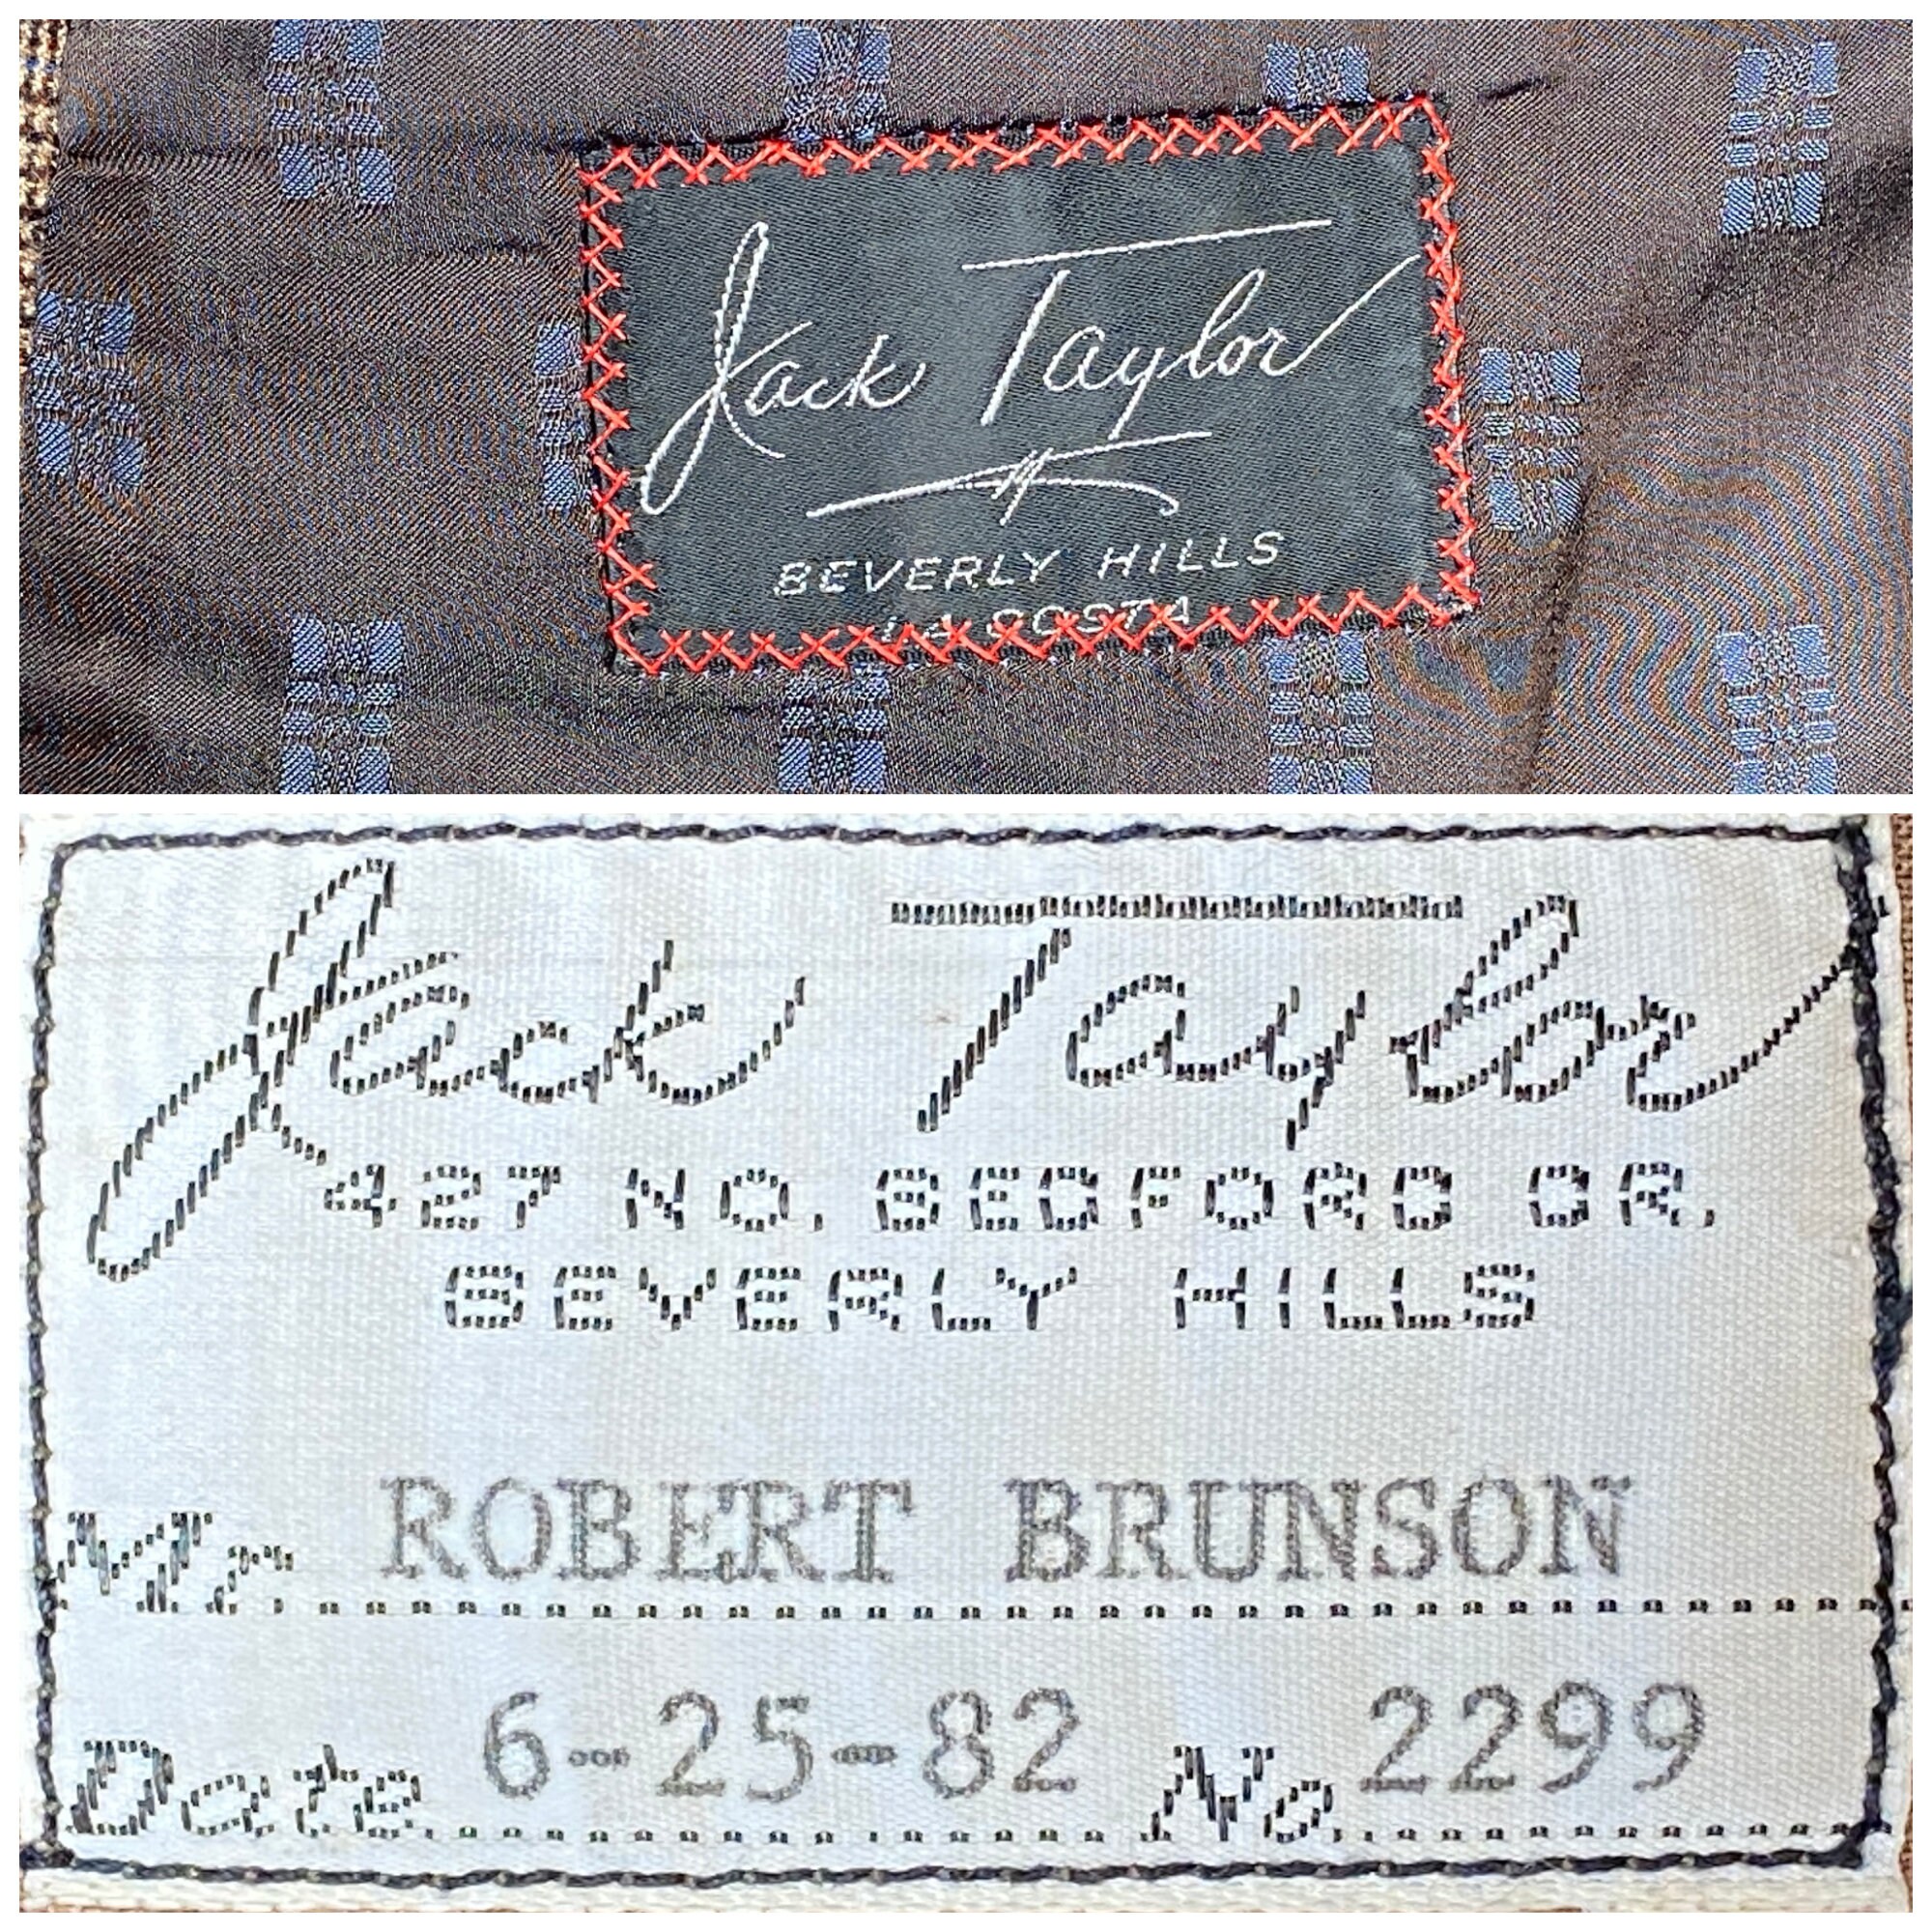 Jack Taylor
BEVERLY HILLS
LA COSTA
Jack Taylor
427 NO. BEDFORD DR.
BEVERLY HILLS
Mr. ROBERT BRUNSON
Date 6-25-82 No. 2299